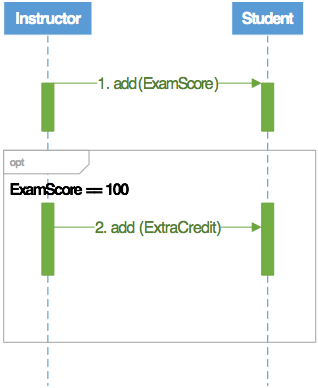 Instructor Student
1. add(ExamScore)
opt
ExamScore == 100
2. add (ExtraCredit)